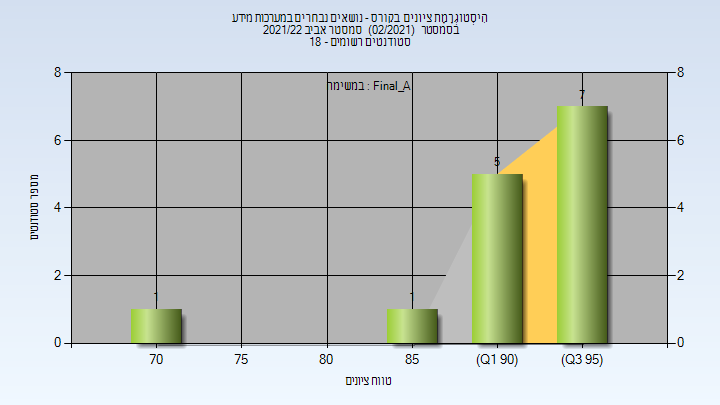 היסטוגרמת ציונים בקורס - נושאים נבחרים במערכות מידע
בסמסטר (02/2021) סמסטר אביב 2021/22
סטודנטים רשומים - 18
במשימה : Final_A
8 8
7
6 6
5
4 4
2 2
1 1
0 0
70 75 80 85 (Q1 90) (Q3 95)
מספר סטודנטים
טווח ציונים